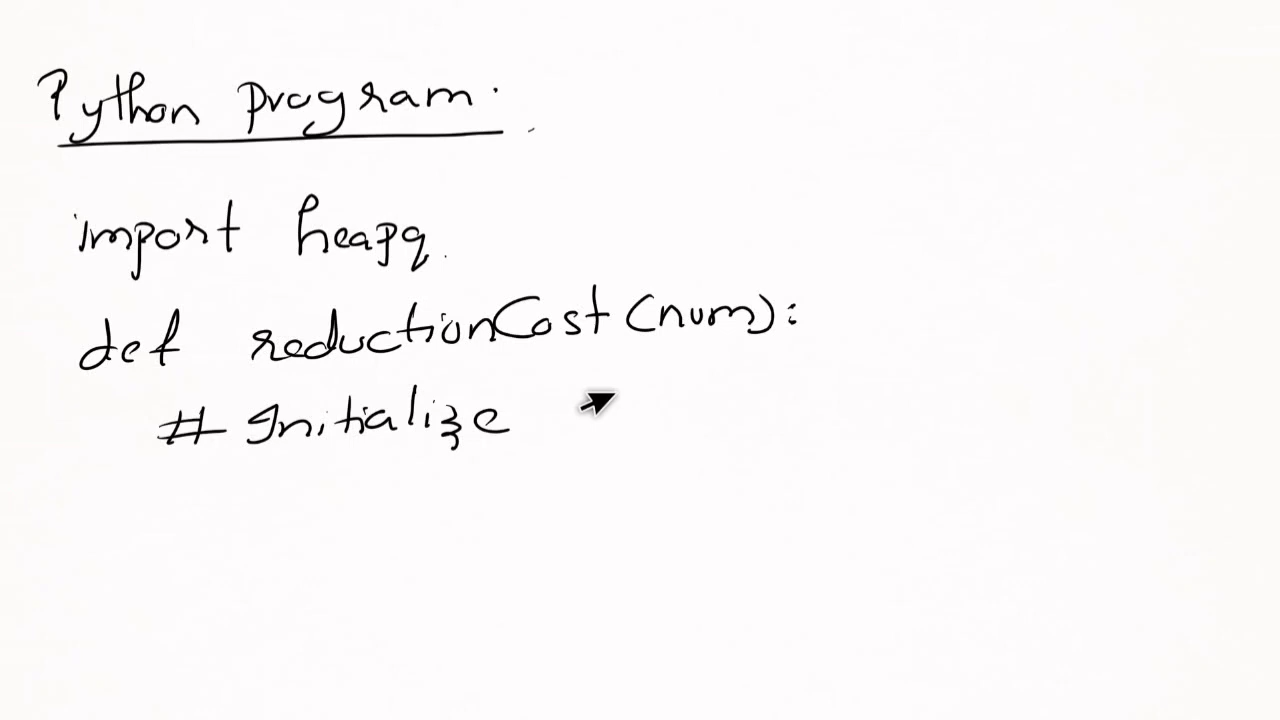 Python program.
import heapq
def reductionCost (num):
# Initialize